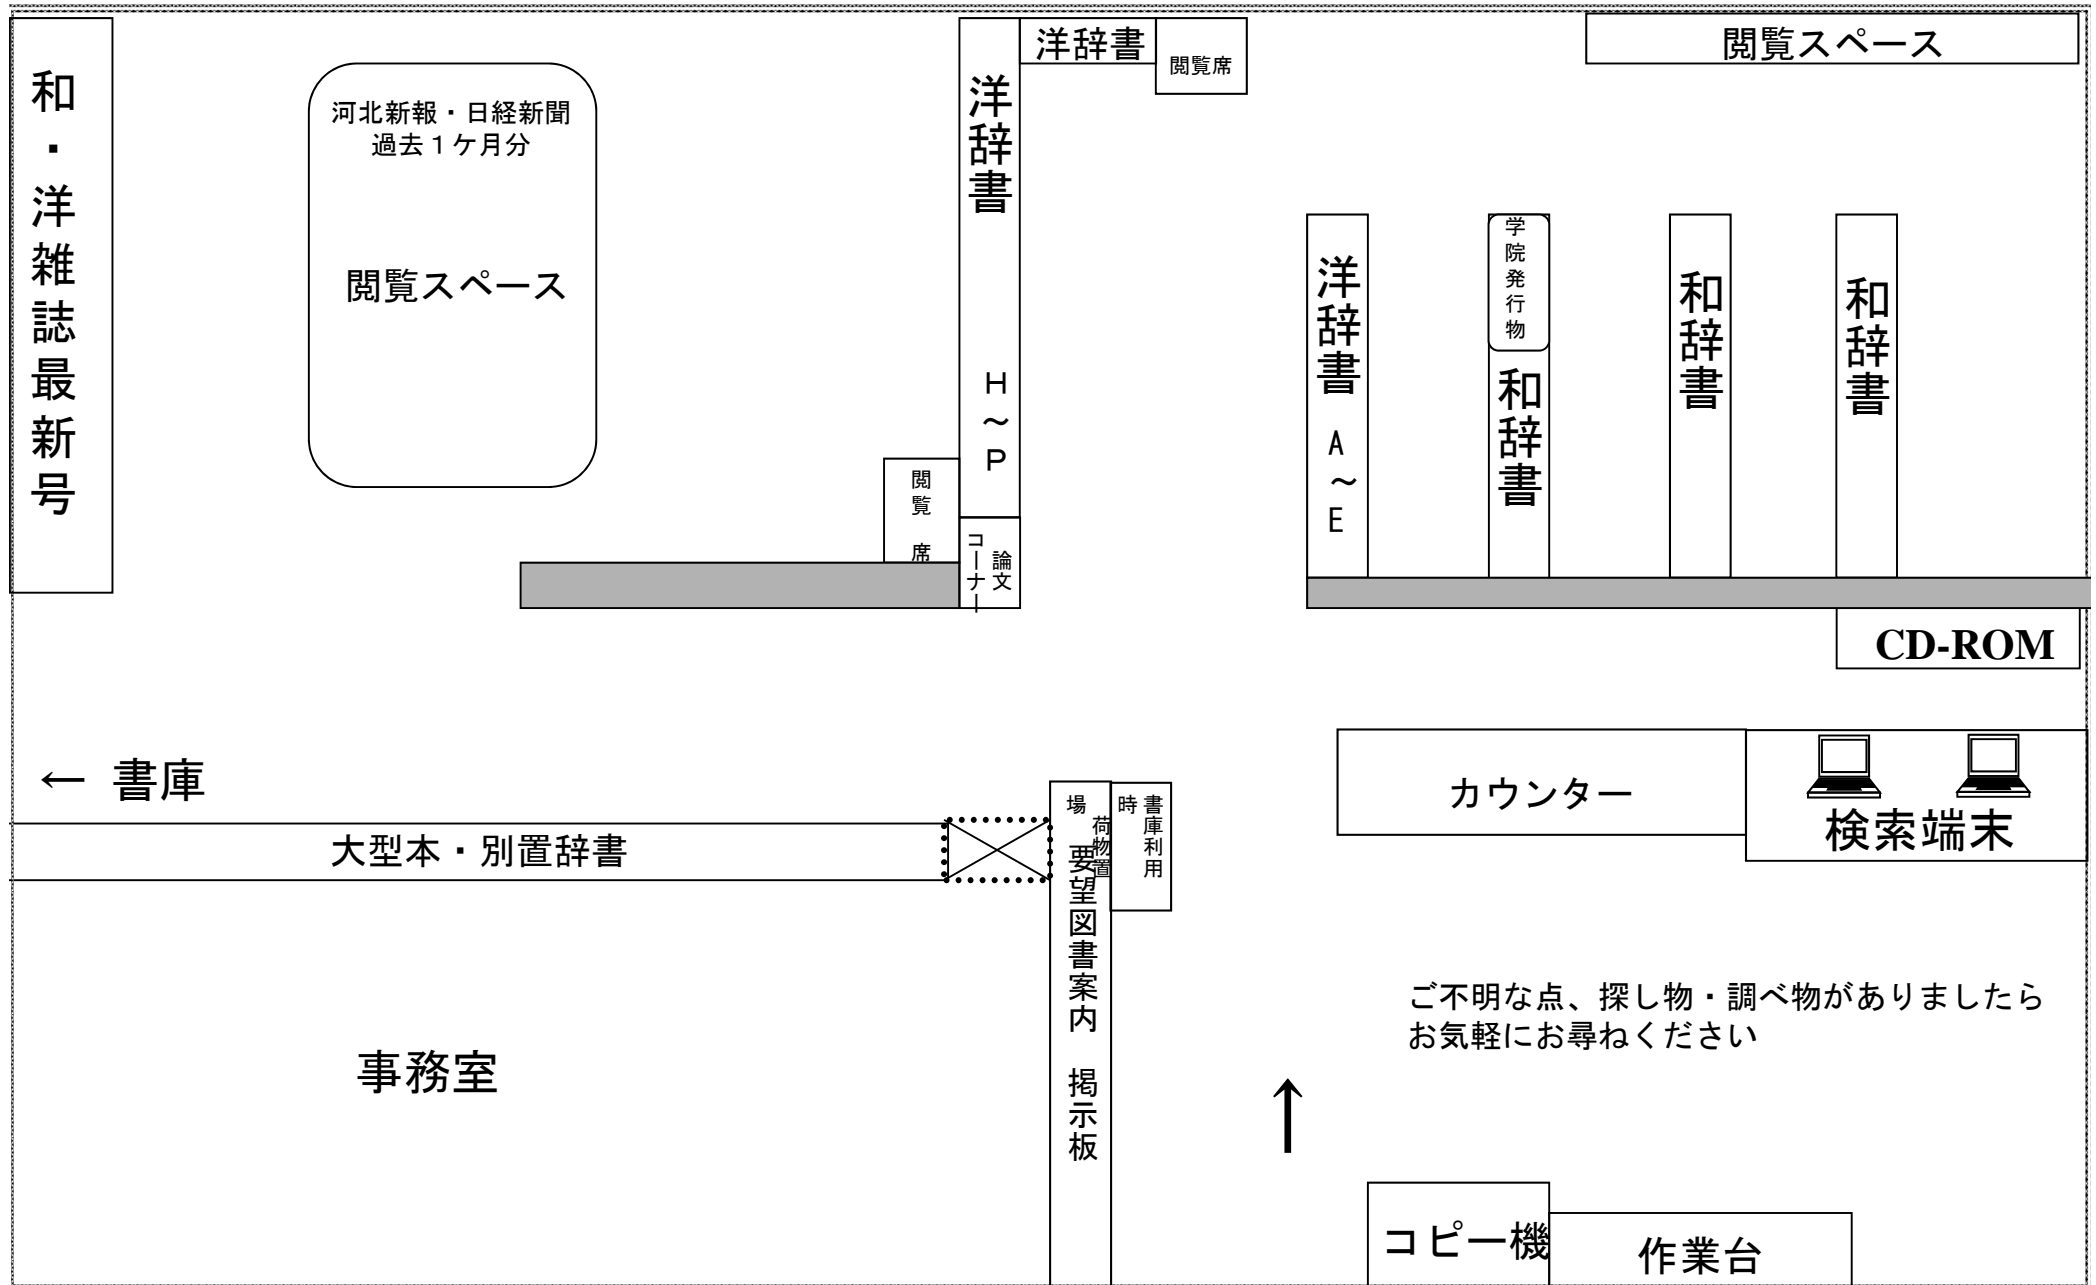 和・洋雑誌最新号
河北新報・日経新聞
過去1ケ月分
閲覧スペース
洋辞書
H～P
洋辞書
閲覧席
閲覧スペース
閲覧 席
論文
コーナー
洋辞書 A～E
学院発行物
和辞書
和辞書
和辞書
CD-ROM
← 書庫
大型本・別置辞書
書庫利用
時
荷物置
場
要望図書案内 掲示板
カウンター
検索端末
ご不明な点、探し物・調べ物がありましたら
お気軽にお尋ねください
事務室
↑
コピー機
作業台